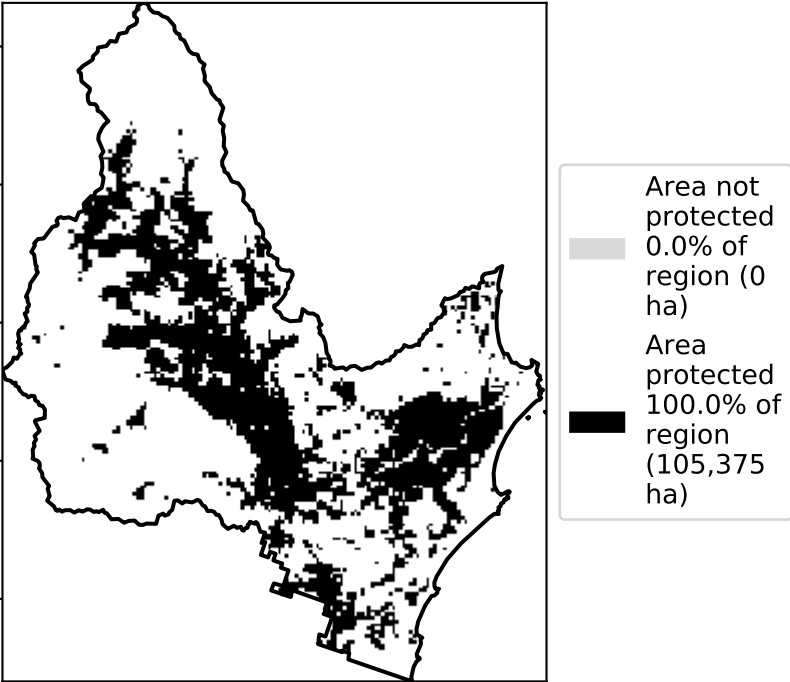 Area not
protected
0.0% of
region (0
ha)
Area
protected
100.0% of
region
(105,375
ha)